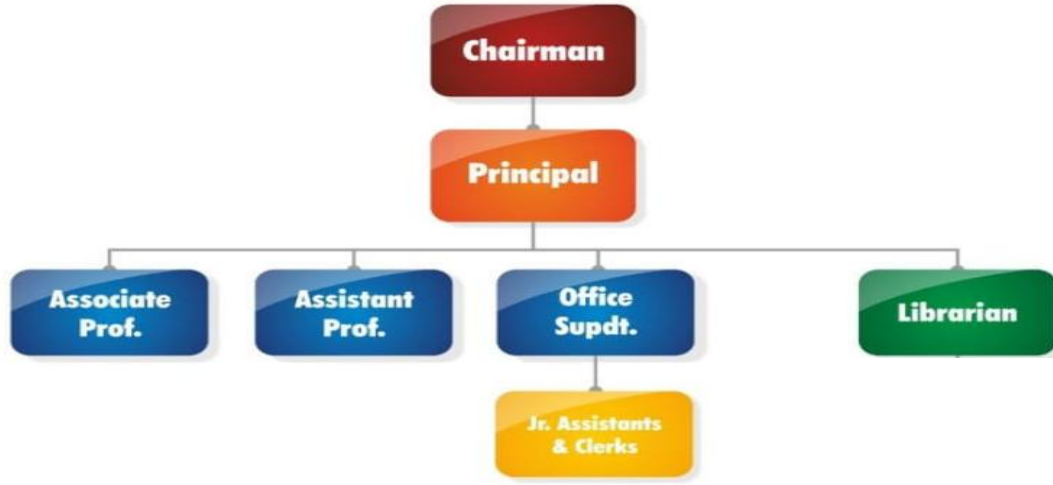 Chairman
Principal
Associate
Prof.
Assistant
Prof.
Office
Supdt.
Librarian
Jr. Assistants
& Clerks